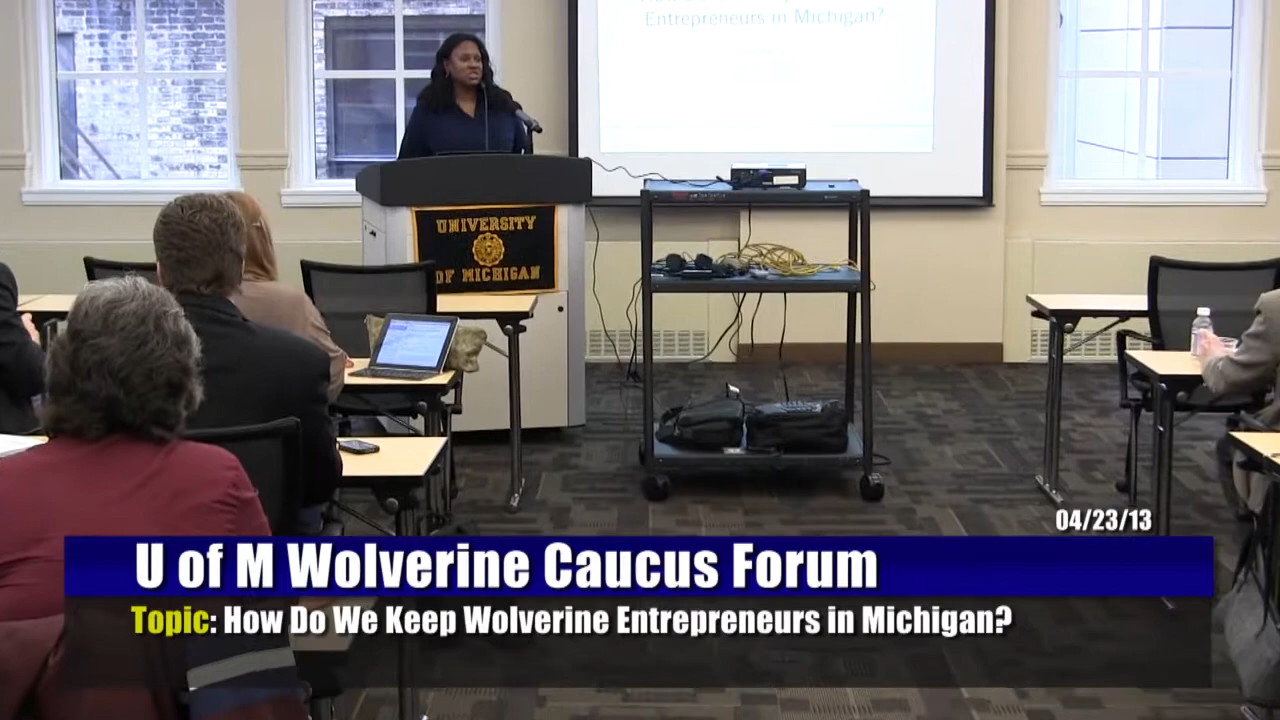 Entrepreneurs in Michigan?
UNIVERSITY
OF MICHIGAN
04/23/13
U of M Wolverine Caucus Forum
Topic: How Do We Keep Wolverine Entrepreneurs in Michigan?